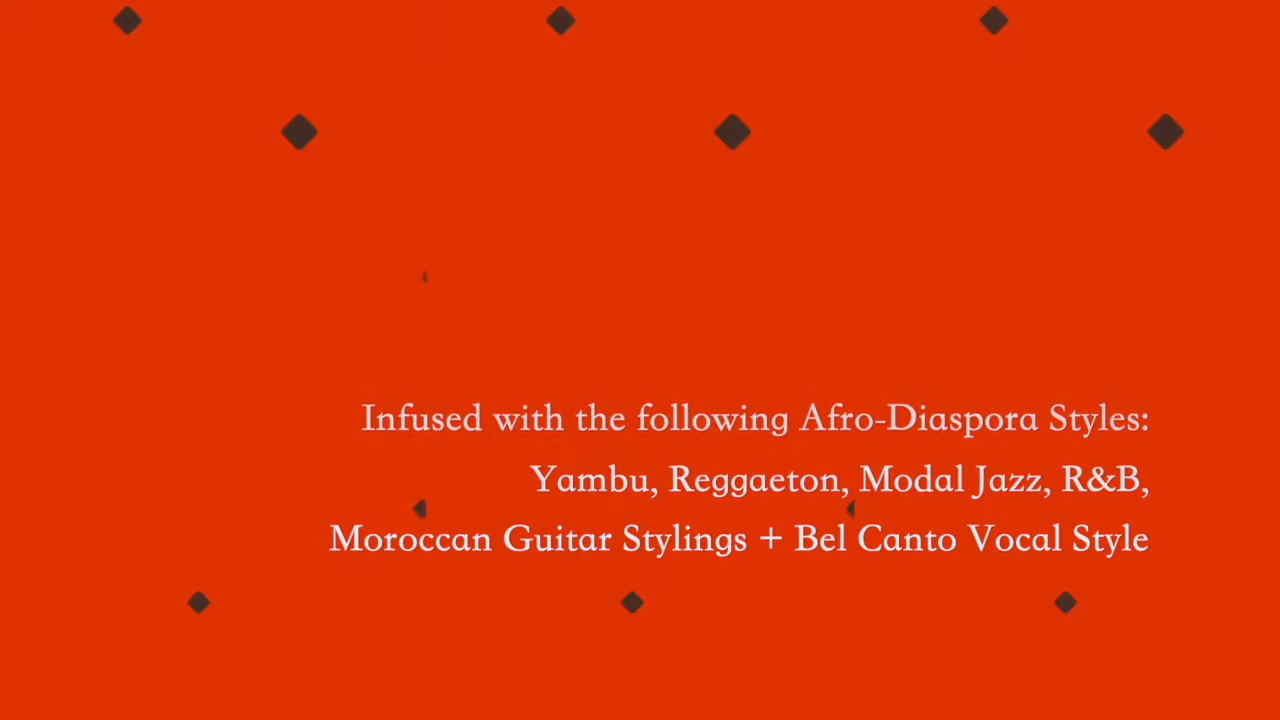 Infused with the following Afro-Diaspora Styles:
Yambu, Reggaeton, Modal Jazz, R&B,
Moroccan Guitar Stylings + Bel Canto Vocal Style